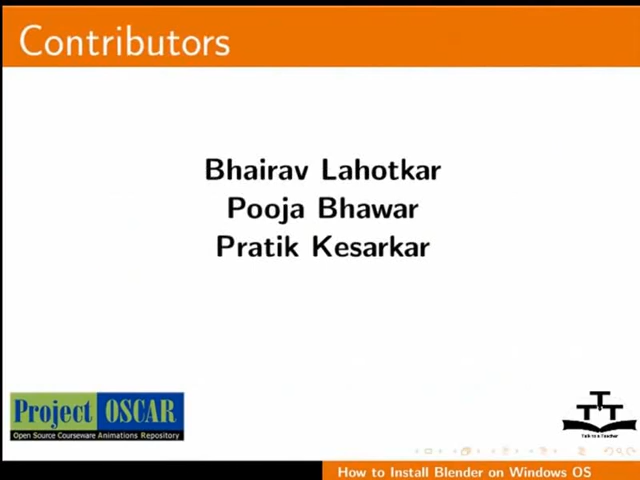 Contributors
Bhairav Lahotkar
Pooja Bhawar
Pratik Kesarkar
Project OSCAR
Open Source Courseware Animations Repository
TTT
Talk to a Teacher
How to Install Blender on Windows OS